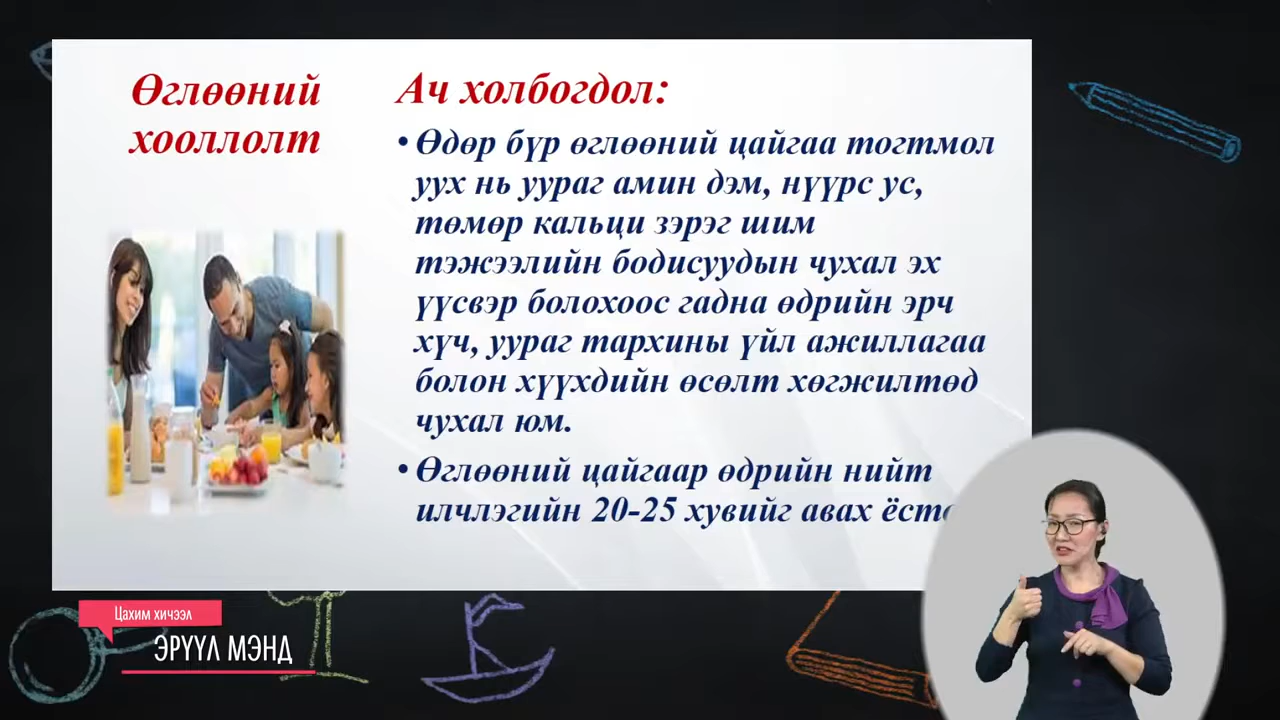 Өглөөний
хооллолт
Ач холбогдол:
• Өдөр бүр өглөөний цайгаа тогтмол
уух нь уураг амин дэм, нүүрс ус,
төмөр кальци зэрэг шим
тэжээлийн бодисуудын чухал эх
үүсвэр болохоос гадна өдрийн эрч
хүч, уураг тархины үйл ажиллагаа
болон хүүхдийн өсөлт хөгжилтөд
чухал юм.
• Өглөөний цайгаар өдрийн нийт
илчлэгийн 20-25 хувийг авах
Цахим хичээл
ЭРҮҮЛ МЭНД